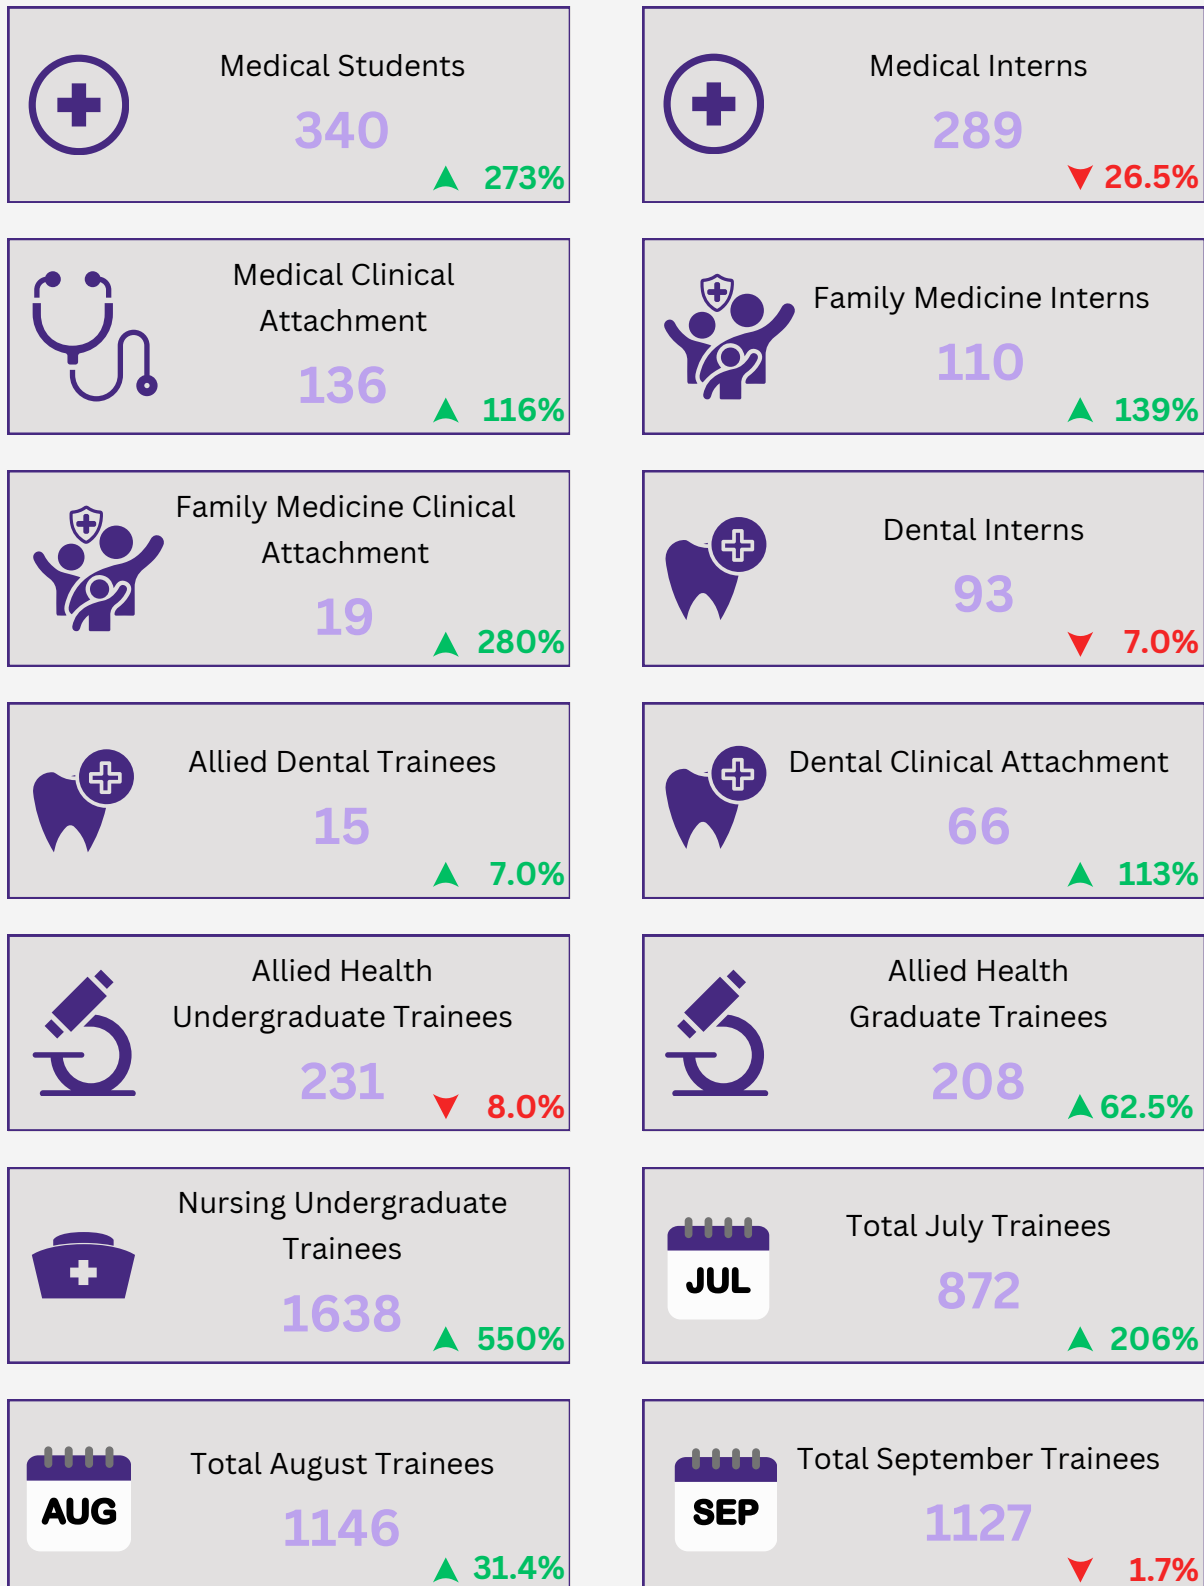 Medical Students
340
273%
Medical Interns
289
26.5%
Medical Clinical
Attachment
136
116%
Family Medicine Interns
110
139%
Family Medicine Clinical
Attachment
19
280%
Dental Interns
93
7.0%
Allied Dental Trainees
15
7.0%
Dental Clinical Attachment
66
113%
Allied Health
Undergraduate Trainees
231
8.0%
Allied Health
Graduate Trainees
208
62.5%
Nursing Undergraduate
Trainees
1638
550%
JUL
Total July Trainees
872
206%
AUG
Total August Trainees
1146
31.4%
SEP
Total September Trainees
1127
1.7%